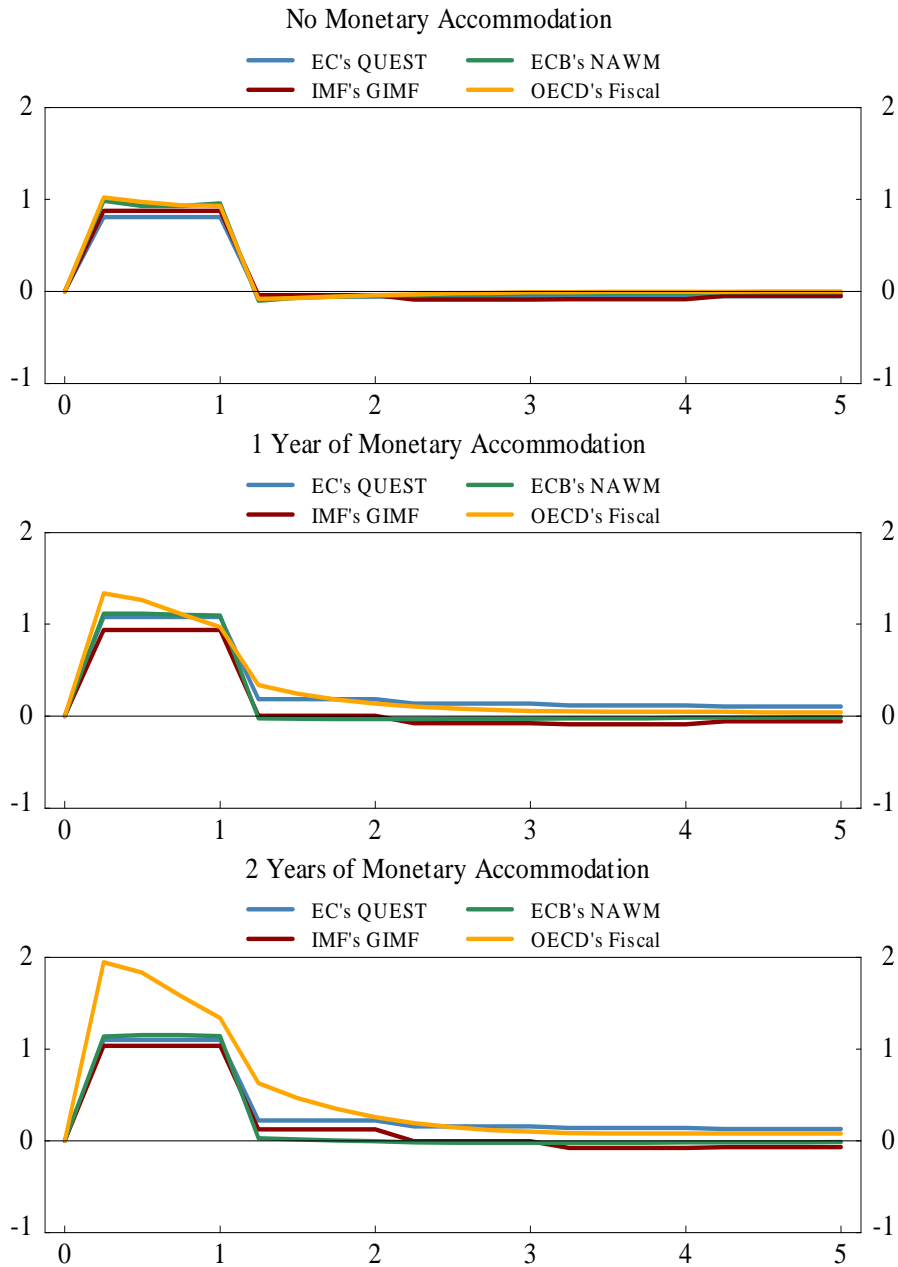 No Monetary Accommodation
EC's QUEST ECB's NAWM
IMF's GIMF OECD's Fiscal
2 2
1 1
0 0
-1 -1
0 1 2 3 4 5
1 Year of Monetary Accommodation
EC's QUEST ECB's NAWM
IMF's GIMF OECD's Fiscal
2 2
1 1
0 0
-1 -1
0 1 2 3 4 5
2 Years of Monetary Accommodation
EC's QUEST ECB's NAWM
IMF's GIMF OECD's Fiscal
2 2
1 1
0 0
-1 -1
0 1 2 3 4 5